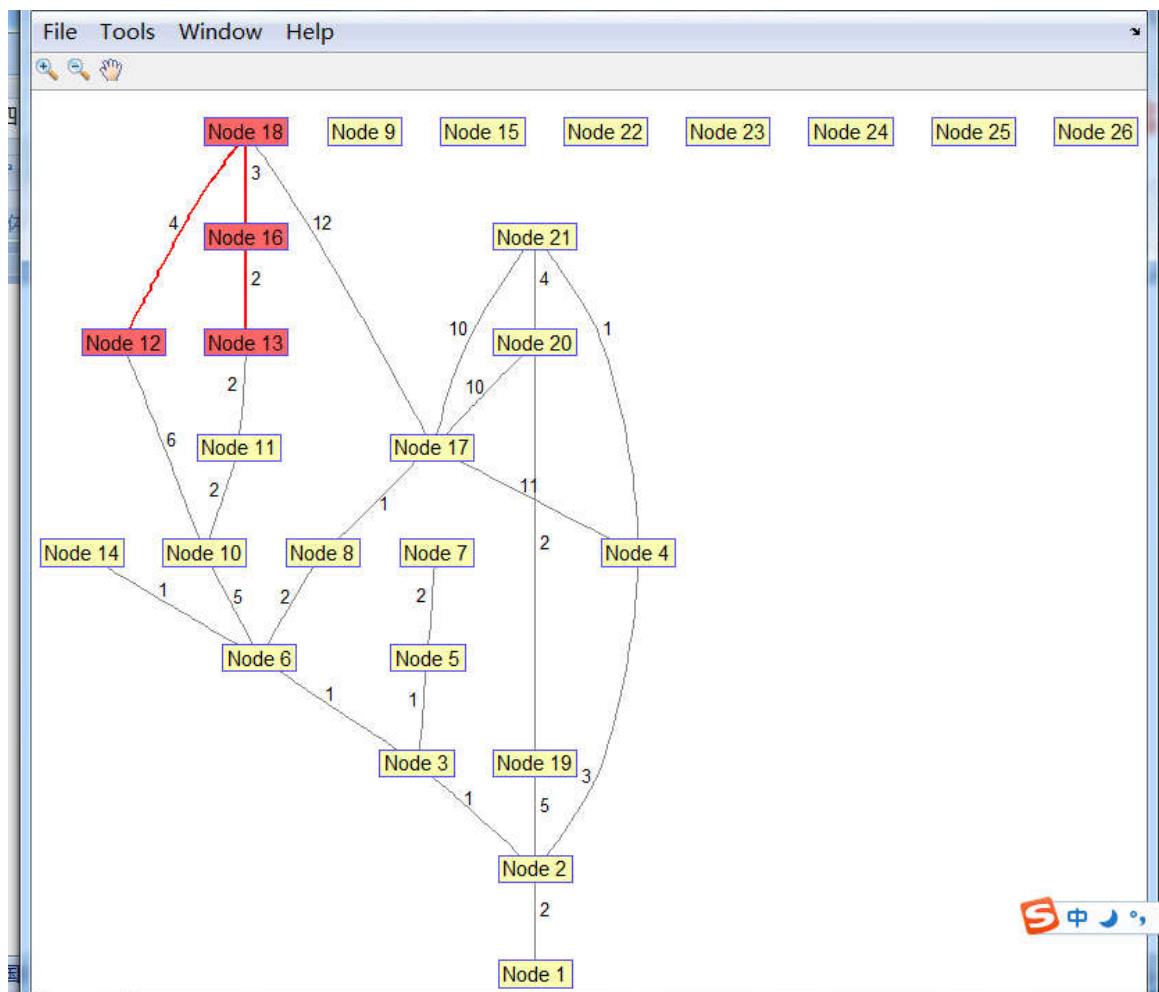 File Tools Window Help
Node 18 Node 9 Node 15 Node 22 Node 23 Node 24 Node 25 Node 26
3
4 12
Node 16 Node 21
2 4
10 1
Node 12 Node 13 Node 20
2 10
6
Node 11 Node 17
2 1 11
2
Node 14 Node 10 Node 8 Node 7 Node 4
1 5 2 2
Node 6 Node 5
1 1
Node 3 Node 19
3
1 5
Node 2
2
Node 1
S 中